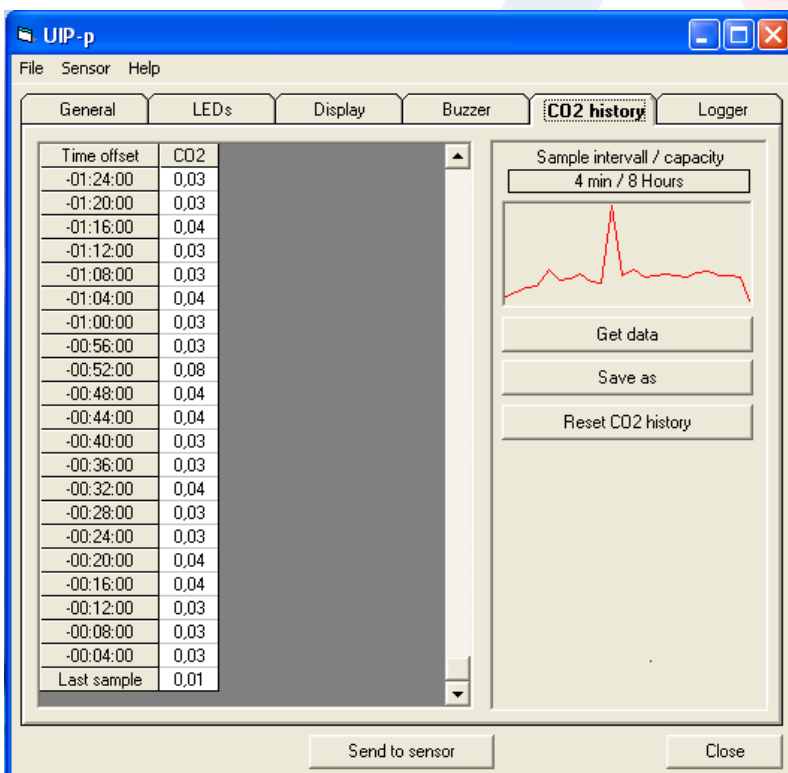 UIP-p
File Sensor Help
General LEDs Display Buzzer CO2 history Logger
Time offset CO2
-01:24:00 0,03
-01:20:00 0,03
-01:16:00 0,04
-01:12:00 0,03
-01:08:00 0,03
-01:04:00 0,04
-01:00:00 0,03
-00:56:00 0,03
-00:52:00 0,08
-00:48:00 0,04
-00:44:00 0,04
-00:40:00 0,03
-00:36:00 0,03
-00:32:00 0,04
-00:28:00 0,03
-00:24:00 0,03
-00:20:00 0,04
-00:16:00 0,04
-00:12:00 0,03
-00:08:00 0,03
-00:04:00 0,03
Last sample 0,01
Sample intervall / capacity
4 min / 8 Hours
Get data
Save as
Reset CO2 history
Send to sensor
Close